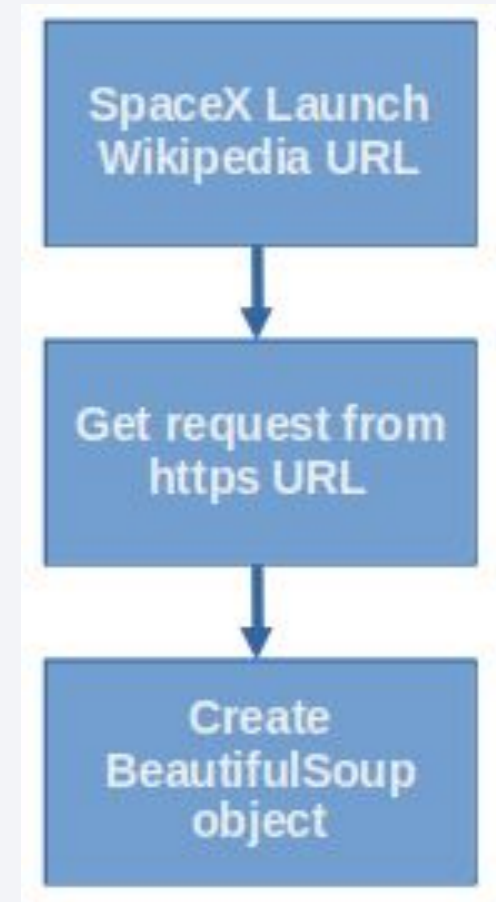 SpaceX Launch
Wikipedia URL
Get request from
https URL
Create
BeautifulSoup
object